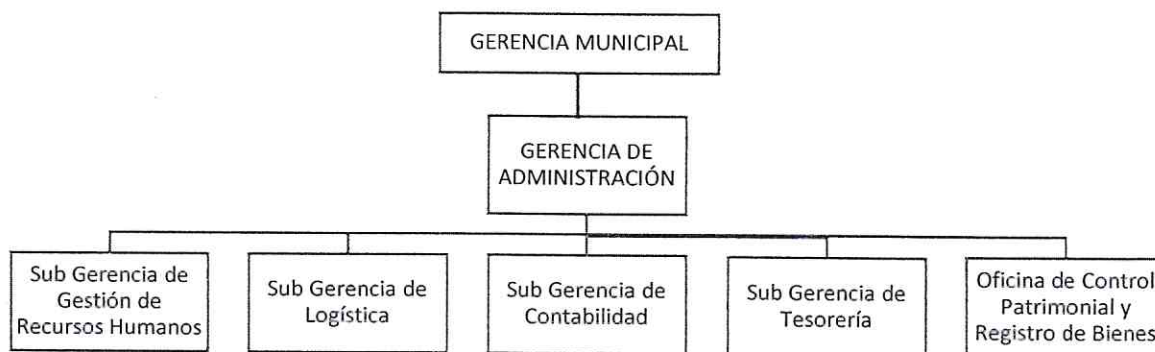 GERENCIA MUNICIPAL
GERENCIA DE
ADMINISTRACIÓN
Sub Gerencia de
Gestión de
Recursos Humanos
Sub Gerencia de
Logística
Sub Gerencia de
Contabilidad
Sub Gerencia de
Tesorería
Oficina de Control
Patrimonial y
Registro de Bienes